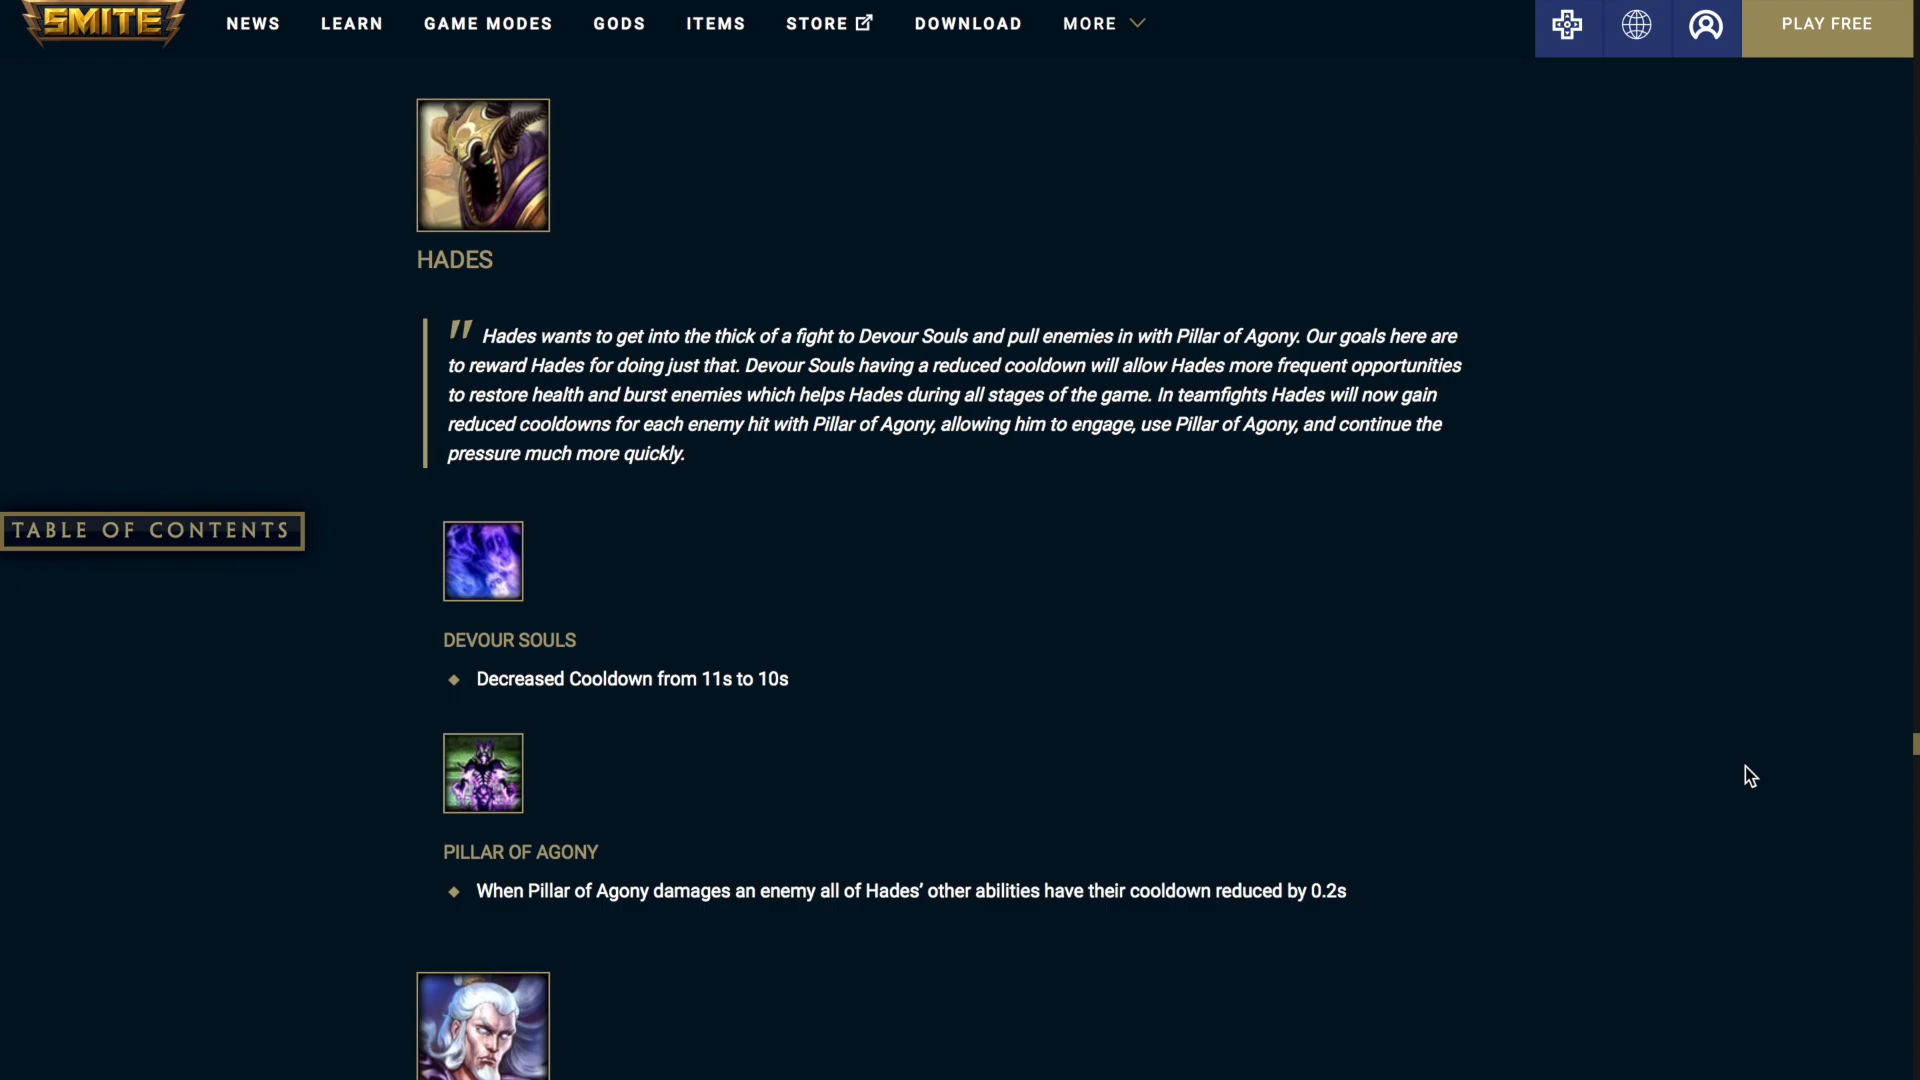 SMITE
NEWS
LEARN
GAME MODES
GODS
ITEMS
STORE
DOWNLOAD
MORE
PLAY FREE
HADES
" Hades wants to get into the thick of a fight to Devour Souls and pull enemies in with Pillar of Agony. Our goals here are
to reward Hades for doing just that. Devour Souls having a reduced cooldown will allow Hades more frequent opportunities
to restore health and burst enemies which helps Hades during all stages of the game. In teamfights Hades will now gain
reduced cooldowns for each enemy hit with Pillar of Agony, allowing him to engage, use Pillar of Agony, and continue the
pressure much more quickly.
TABLE OF CONTENTS
DEVOUR SOULS
Decreased Cooldown from 11s to 10s
PILLAR OF AGONY
When Pillar of Agony damages an enemy all of Hades’ other abilities have their cooldown reduced by 0.2s